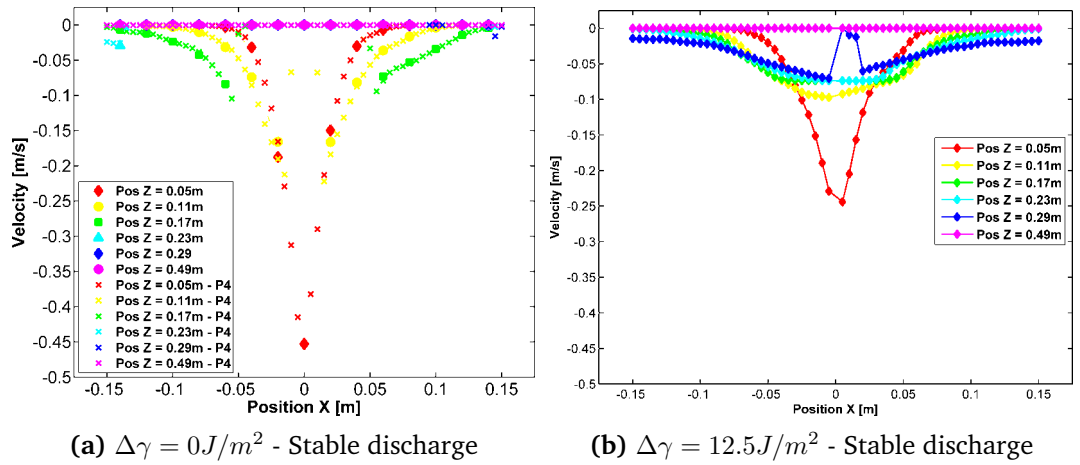 0
-0.05
-0.1
-0.15
-0.2
-0.25
-0.3
-0.35
-0.4
-0.45
-0.5
Velocity [m/s]
Pos Z = 0.05m
Pos Z = 0.11m
Pos Z = 0.17m
Pos Z = 0.23m
Pos Z = 0.29
Pos Z = 0.49m
Pos Z = 0.05m - P4
Pos Z = 0.11m - P4
Pos Z = 0.17m - P4
Pos Z = 0.23m - P4
Pos Z = 0.29m - P4
Pos Z = 0.49m - P4
-0.15 -0.1 -0.05 0 0.05 0.1 0.15
Position X [m]
(a) Δγ = 0J/m² - Stable discharge
0
-0.05
-0.1
-0.15
-0.2
-0.25
-0.3
-0.35
-0.4
-0.45
-0.5
Velocity [m/s]
Pos Z = 0.05m
Pos Z = 0.11m
Pos Z = 0.17m
Pos Z = 0.23m
Pos Z = 0.29m
Pos Z = 0.49m
-0.15 -0.1 -0.05 0 0.05 0.1 0.15
Position X [m]
(b) Δγ = 12.5J/m² - Stable discharge